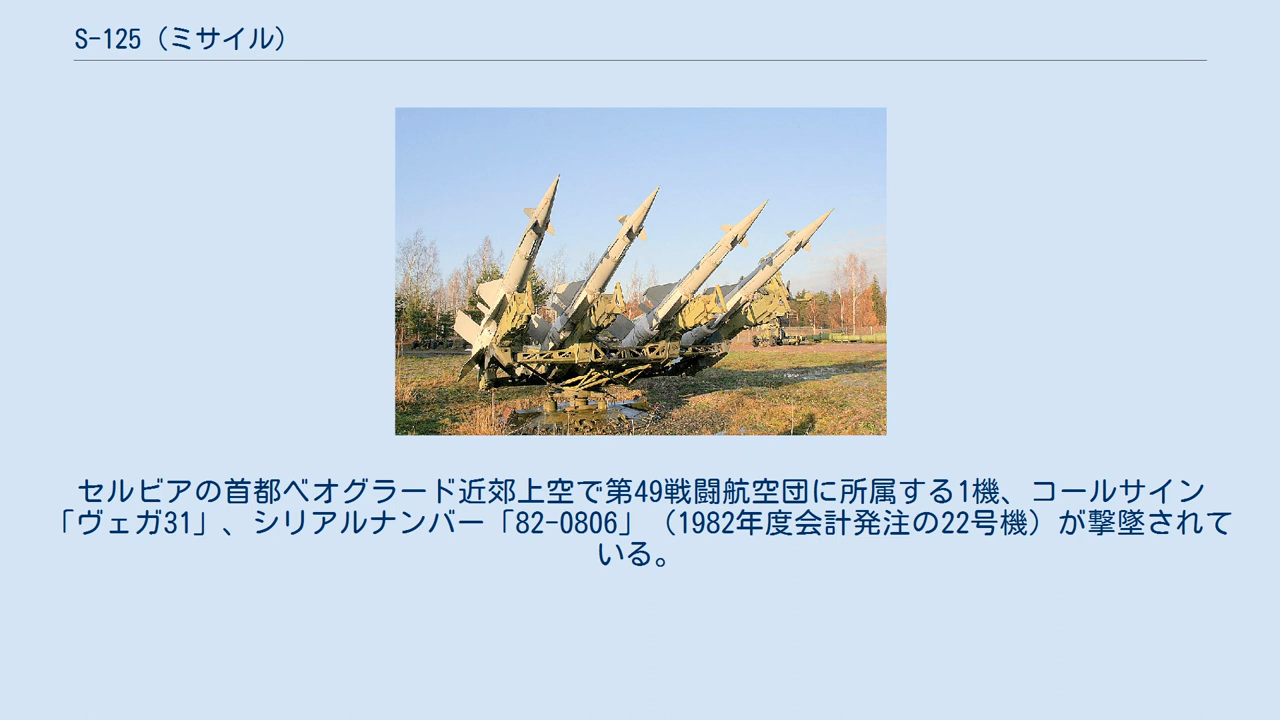 S-125（ミサイル）
セルビアの首都ベオグラード近郊上空で第49戦闘航空団に所属する1機、コールサイン
「ヴェガ31」、シリアルナンバー「82-0806」（1982年度会計発注の22号機）が撃墜されて
いる。